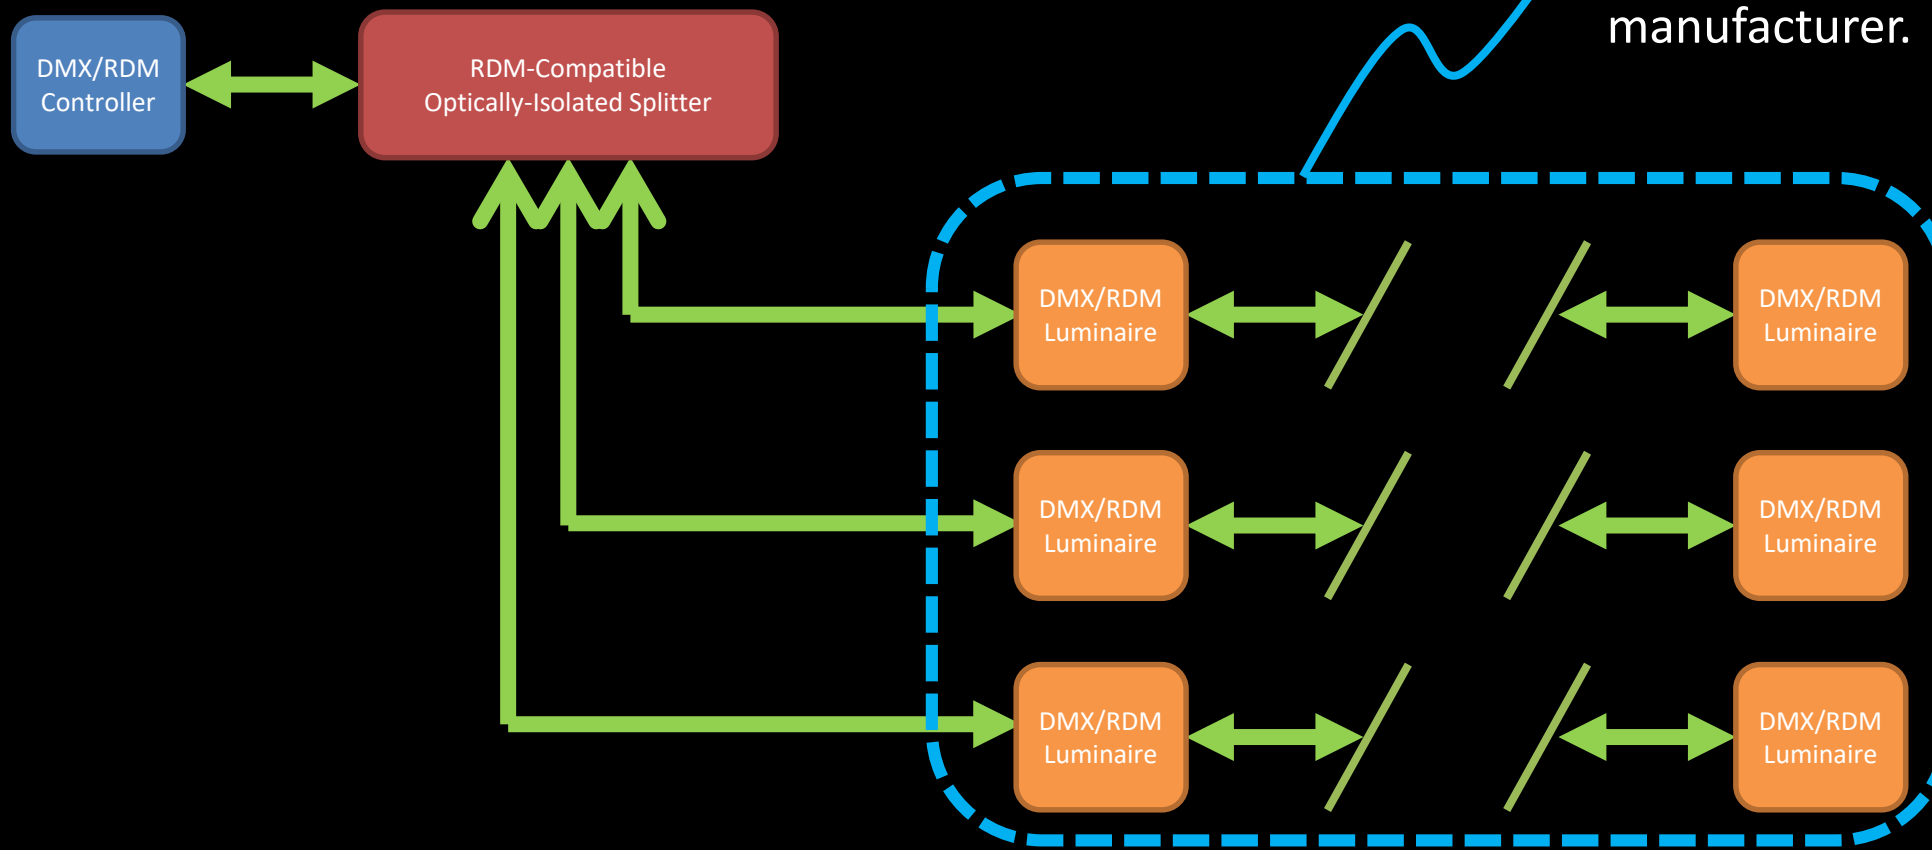 manufacturer.
DMX/RDM
Controller
RDM-Compatible
Optically-Isolated Splitter
DMX/RDM
Luminaire
DMX/RDM
Luminaire
DMX/RDM
Luminaire
DMX/RDM
Luminaire
DMX/RDM
Luminaire
DMX/RDM
Luminaire